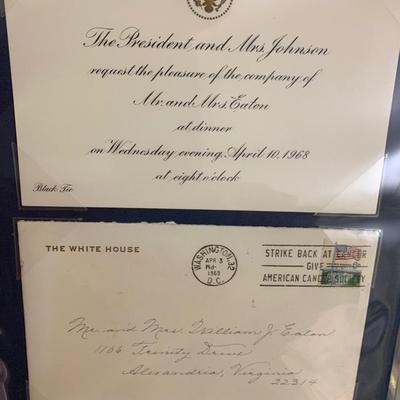 The President and Mrs. Johnson
request the pleasure of the company of
Mr. and Mrs. Eaton
at dinner
on Wednesday evening, April 10, 1968
at eight o'clock
Black Tie
THE WHITE HOUSE
WASHINGTON,
APR 3
PM
1968
D.C.
STRIKE BACK AT CANCER
GIVE
AMERICAN CANCER SOCIETY
Mr. and Mrs. William J. Eaton
1106 Trinity Drive
Alexandria, Virginia
22314